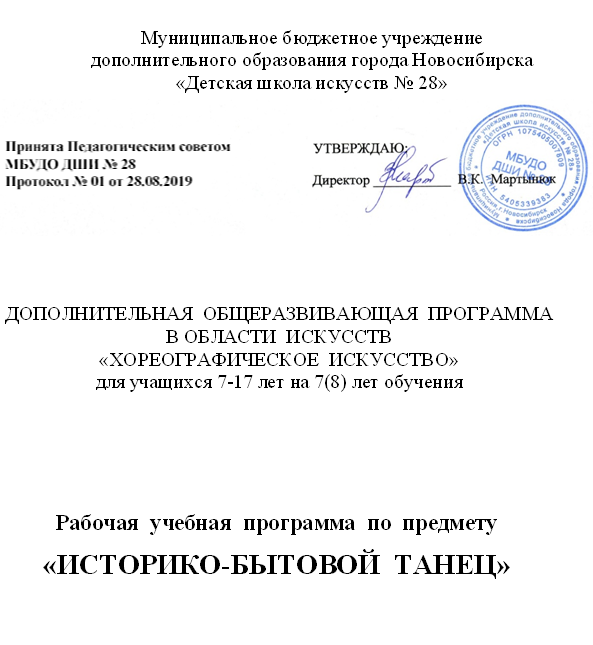 Муниципальное бюджетное учреждение
дополнительного образования города Новосибирска
«Детская школа искусств № 28»
Принята Педагогическим советом
МБУДО ДШИ № 28
Протокол № 01 от 28.08.2019
УТВЕРЖДАЮ:
Директор ____________ В.К. Мартынюк
МБУДО
ДШИ № 28
ДОПОЛНИТЕЛЬНАЯ ОБЩЕРАЗВИВАЮЩАЯ ПРОГРАММА
В ОБЛАСТИ ИСКУССТВ
«ХОРЕОГРАФИЧЕСКОЕ ИСКУССТВО»
для учащихся 7-17 лет на 7(8) лет обучения
Рабочая учебная программа по предмету
«ИСТОРИКО-БЫТОВОЙ ТАНЕЦ»